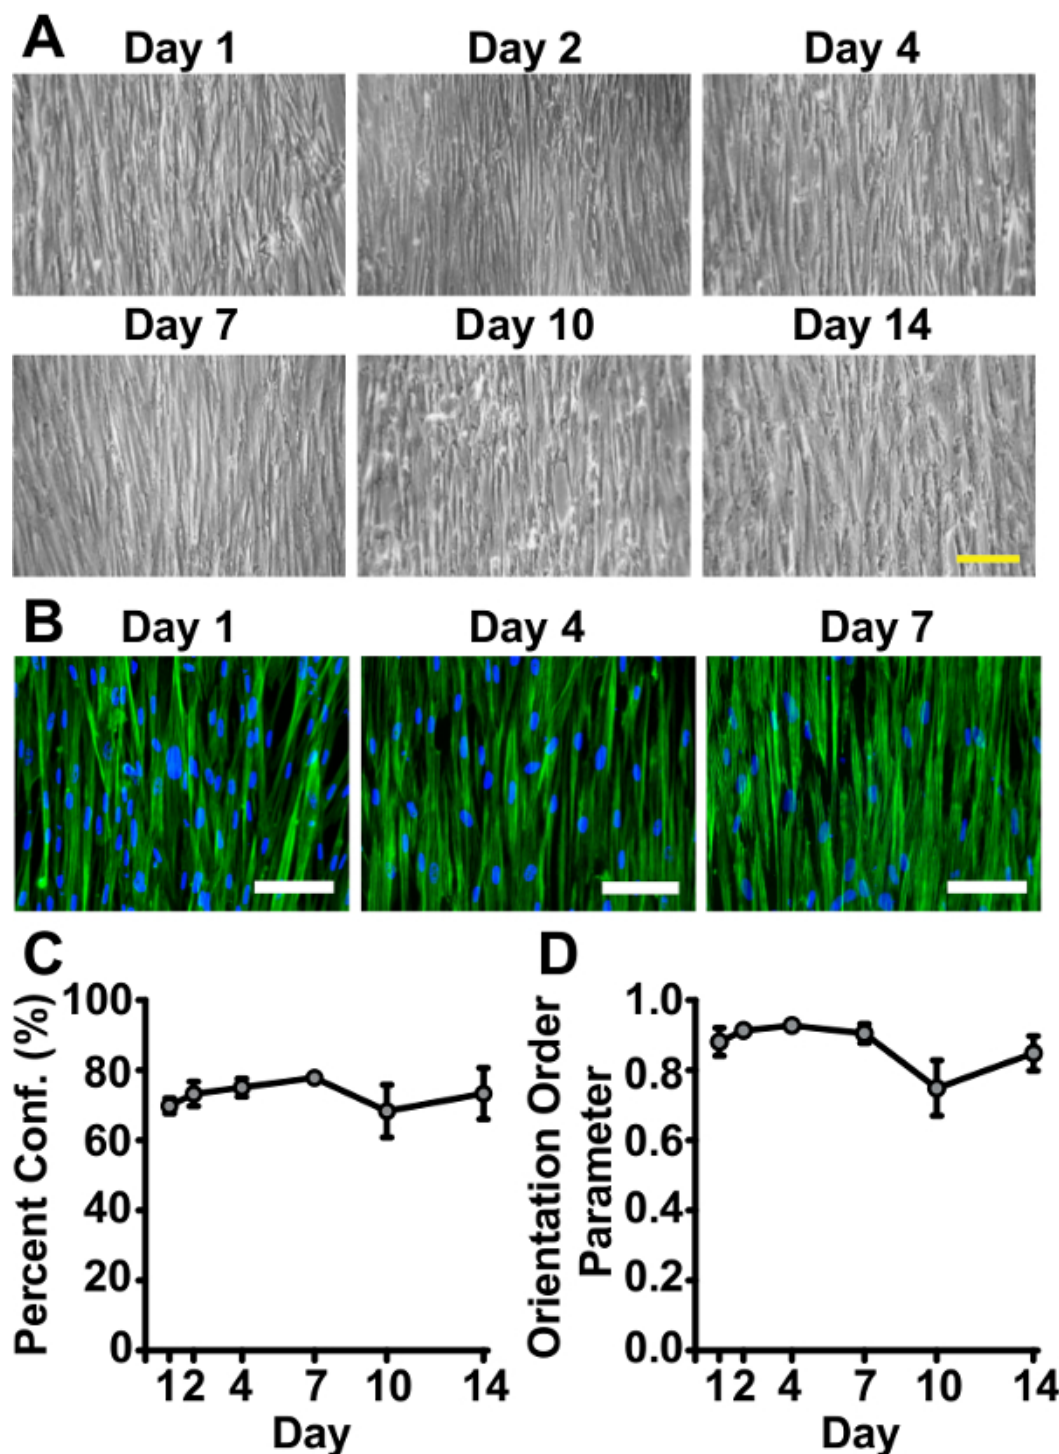 A
Day 1 Day 2 Day 4
Day 7 Day 10 Day 14
B
Day 1 Day 4 Day 7
C
Percent Conf. (%)
100
80
60
40
20
0
1 2 4 7 10 14
Day
D
Orientation Order
Parameter
1.0
0.8
0.6
0.4
0.2
0.0
1 2 4 7 10 14
Day